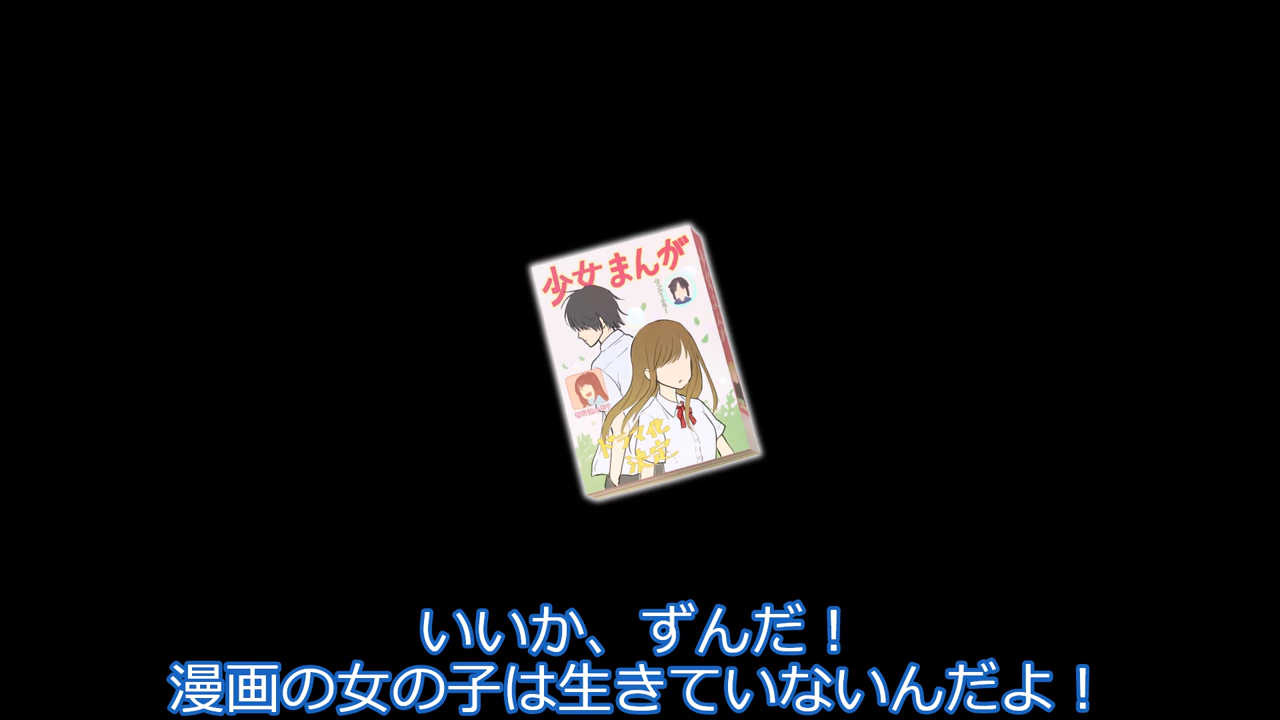 少女まんが
ドラマ化
決定
いいか、ずんだ！
漫画の女の子は生きていないんだよ！